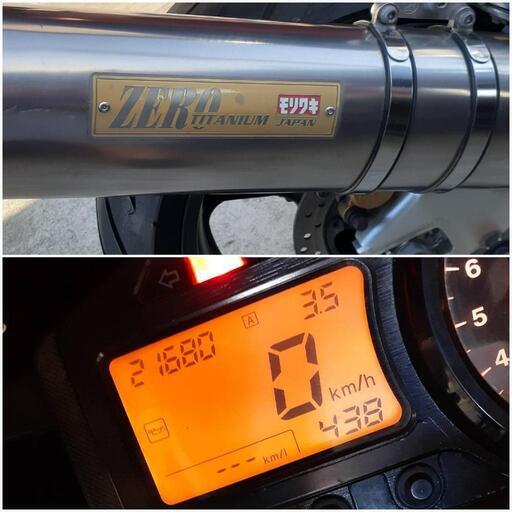 ZERO
TITANIUM
モリワキ
JAPAN
6
5
4
21680
A
3.5
0
km/h
438
--- km/l